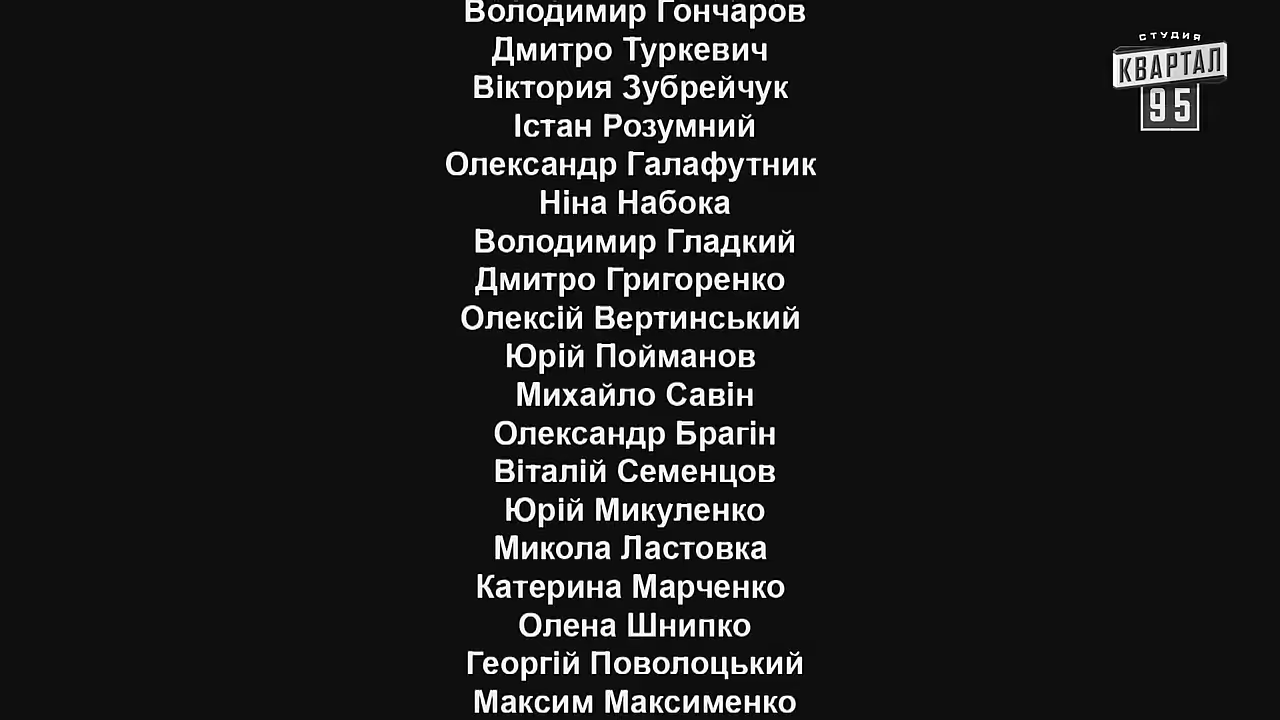 Володимир Гончаров
СТУДИЯ
Дмитро Туркевич
КВАРТАЛ
Віктория Зубрейчук
95
Істан Розумний
Олександр Галафутник
Ніна Набока
Володимир Гладкий
Дмитро Григоренко
Олексій Вертинський
Юрій Пойманов
Михайло Савін
Олександр Брагін
Віталій Семенцов
Юрій Микуленко
Микола Ластовка
Катерина Марченко
Олена Шнипко
Георгій Поволоцький
Максим Максименко